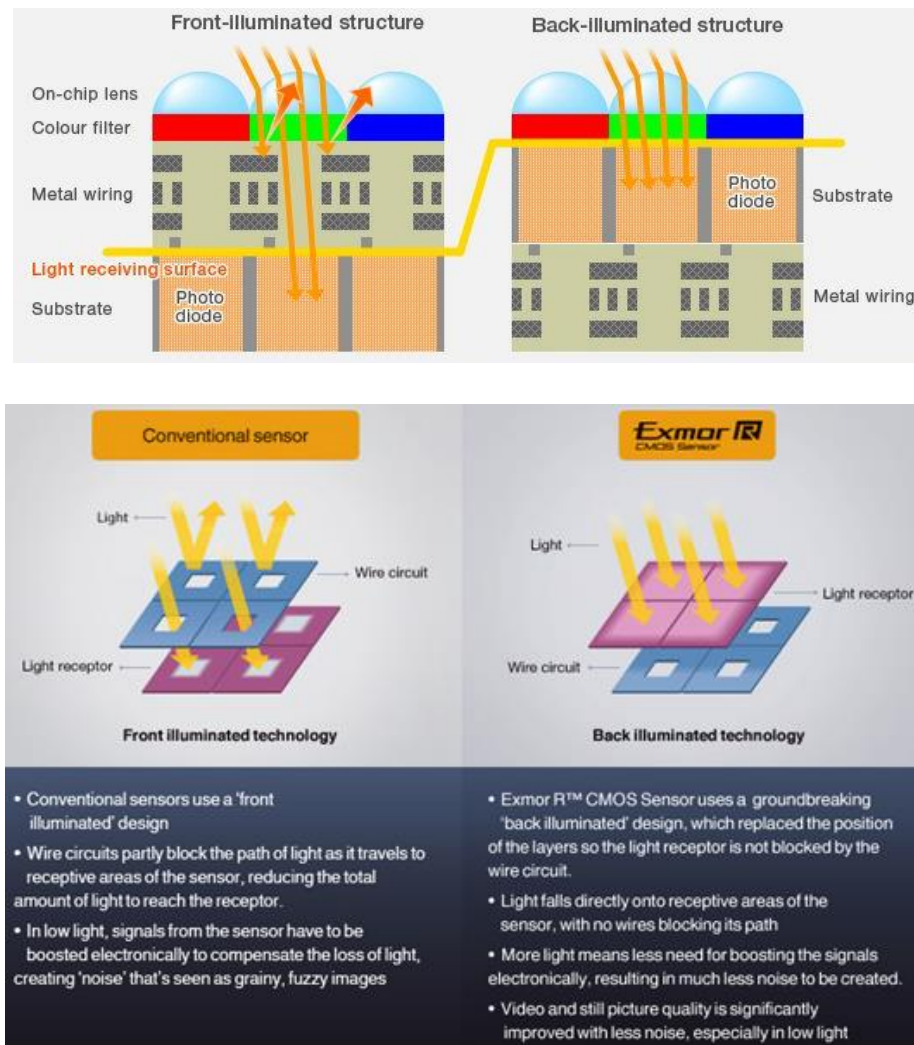 Front-illuminated structure
Back-illuminated structure
On-chip lens
Colour filter
Metal wiring
Light receiving surface
Substrate
Photo
diode
Photo
diode
Substrate
Metal wiring
Conventional sensor
Light
Wire circuit
Light receptor
Front illuminated technology
• Conventional sensors use a 'front
illuminated' design
• Wire circuits partly block the path of light as it travels to
receptive areas of the sensor, reducing the total
amount of light to reach the receptor.
• In low light, signals from the sensor have to be
boosted electronically to compensate the loss of light,
creating 'noise' that's seen as grainy, fuzzy images
Exmor R
CMOS Sensor
Light
Light receptor
Wire circuit
Back illuminated technology
• Exmor R™ CMOS Sensor uses a groundbreaking
'back illuminated' design, which replaced the position
of the layers so the light receptor is not blocked by the
wire circuit.
• Light falls directly onto receptive areas of the
sensor, with no wires blocking its path
• More light means less need for boosting the signals
electronically, resulting in much less noise to be created.
• Video and still picture quality is significantly
improved with less noise, especially in low light